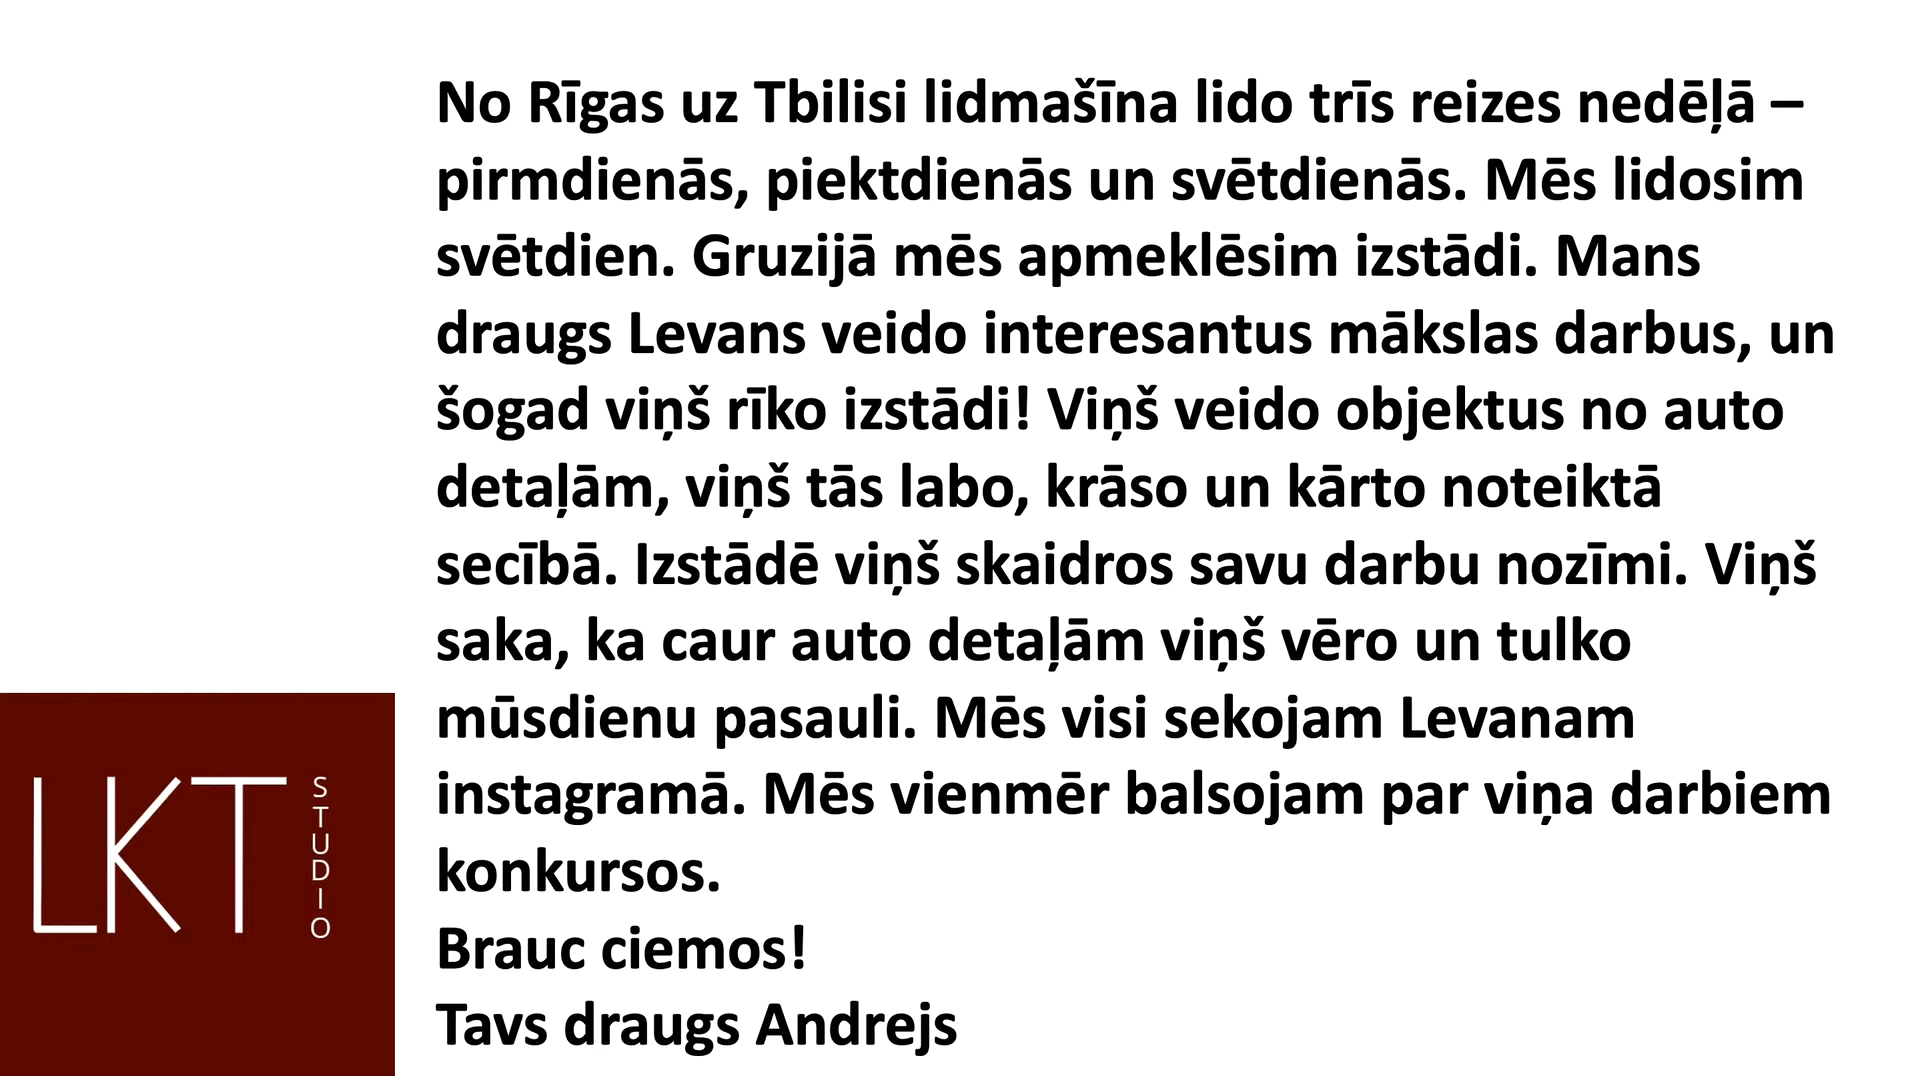 No Rīgas uz Tbilisi lidmašīna lido trīs reizes nedēļā –
pirmdienās, piektdienās un svētdienās. Mēs lidosim
svētdien. Gruzijā mēs apmeklēsim izstādi. Mans
draugs Levans veido interesantus mākslas darbus, un
šogad viņš rīko izstādi! Viņš veido objektus no auto
detaļām, viņš tās labo, krāso un kārto noteiktā
secībā. Izstādē viņš skaidros savu darbu nozīmi. Viņš
saka, ka caur auto detaļām viņš vēro un tulko
mūsdienu pasauli. Mēs visi sekojam Levanam
instagramā. Mēs vienmēr balsojam par viņa darbiem
konkursos.
Brauc ciemos!
Tavs draugs Andrejs
LKT
STUDIO